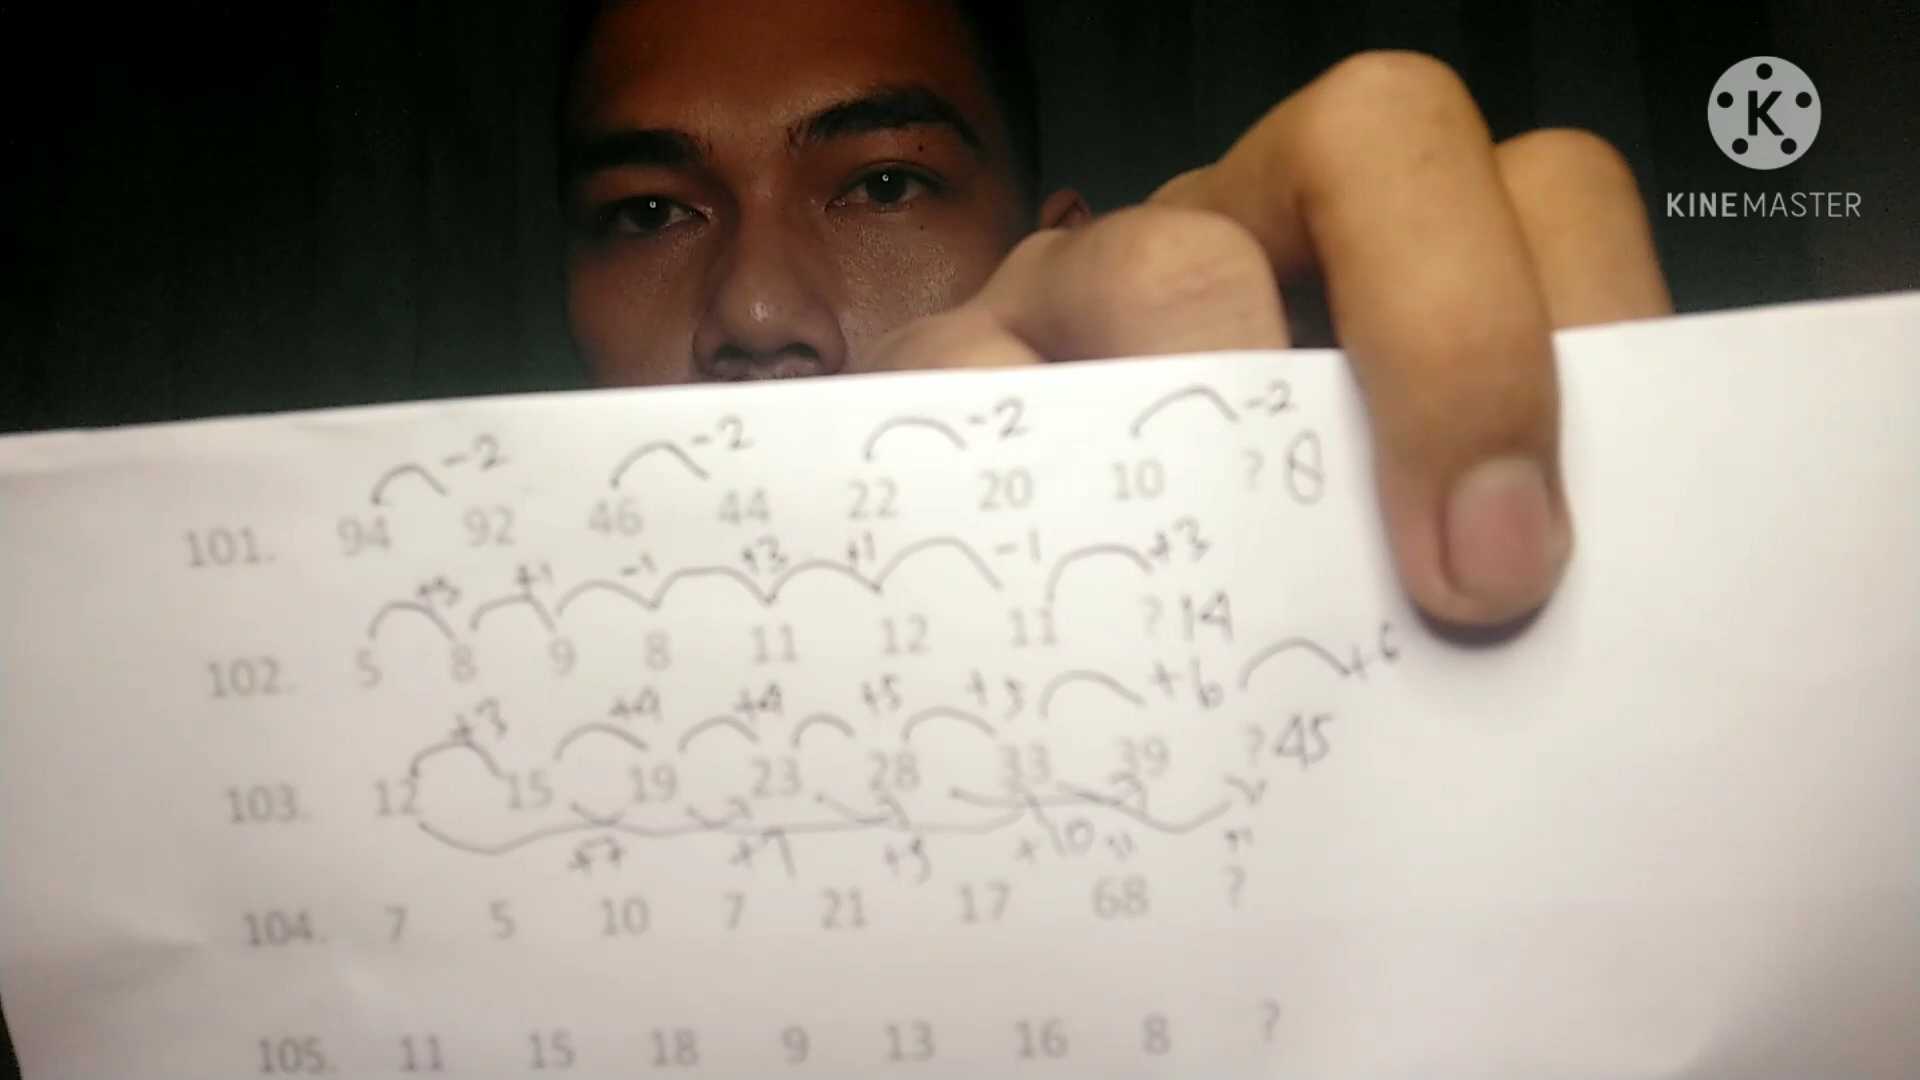 KINEMASTER
-2 -2 -2 -2
101. 94 92 46 44 22 20 10 ? 8
+3 +1 -1 +3 +1 -1 +3
102. 5 8 9 8 11 12 11 ? 14
+3 +4 +4 +5 +5 +6 +6
103. 12 15 19 23 28 33 39 ? 45
+7 +10
104. 7 5 10 7 21 17 68 ?
105. 11 15 18 9 13 16 8 ?